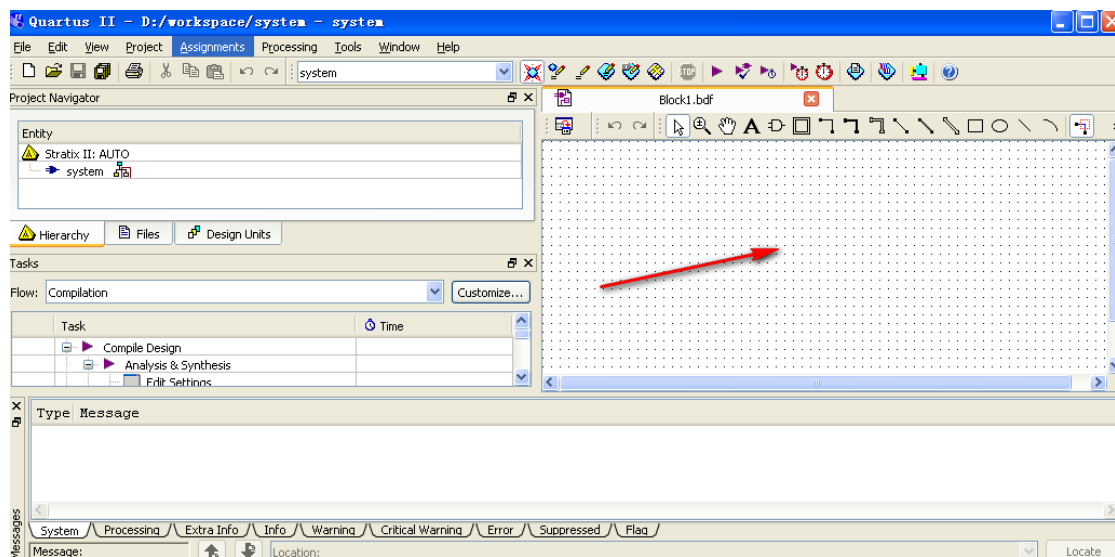 Quartus II - D:/workspace/system - system
File Edit View Project Assignments Processing Tools Window Help
system
Project Navigator
Block1.bdf
Entity
Stratix II: AUTO
system
Hierarchy Files Design Units
Tasks
Flow: Compilation Customize...
Task Time
Compile Design
Analysis & Synthesis
Edit Settings
Type Message
System Processing Extra Info Info Warning Critical Warning Error Suppressed Flag
Messages
Message: Location: Locate